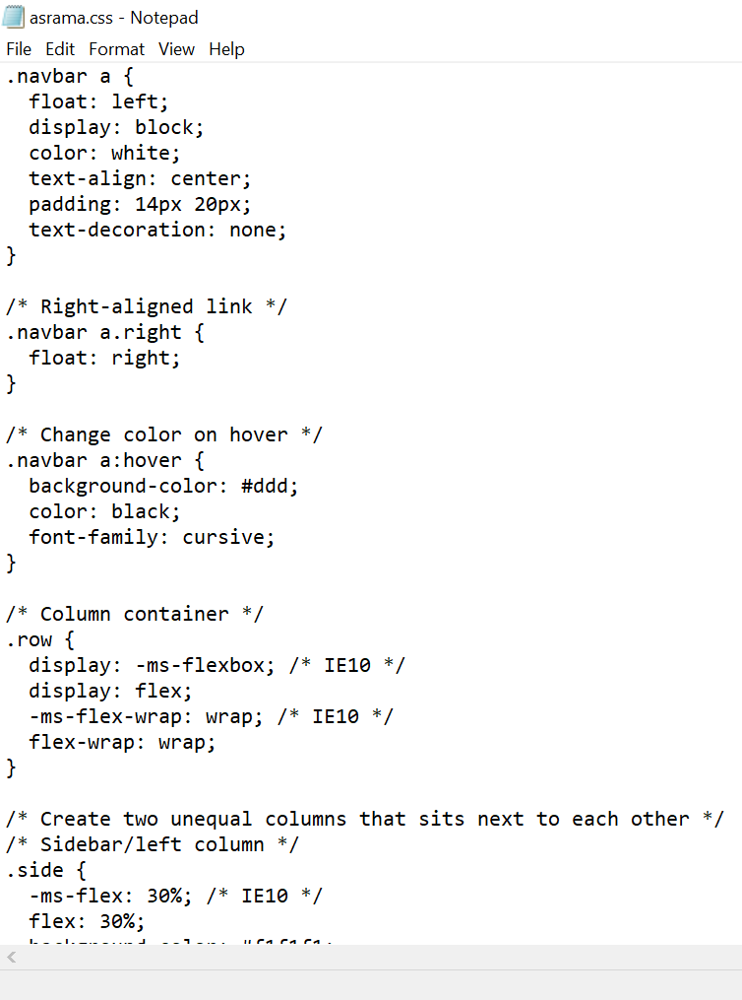 asrama.css - Notepad
File Edit Format View Help
.navbar a {
  float: left;
  display: block;
  color: white;
  text-align: center;
  padding: 14px 20px;
  text-decoration: none;
}

/* Right-aligned link */
.navbar a.right {
  float: right;
}

/* Change color on hover */
.navbar a:hover {
  background-color: #ddd;
  color: black;
  font-family: cursive;
}

/* Column container */
.row {
  display: -ms-flexbox; /* IE10 */
  display: flex;
  -ms-flex-wrap: wrap; /* IE10 */
  flex-wrap: wrap;
}

/* Create two unequal columns that sits next to each other */
/* Sidebar/left column */
.side {
  -ms-flex: 30%; /* IE10 */
  flex: 30%;
  background-color: #f1f1f1;